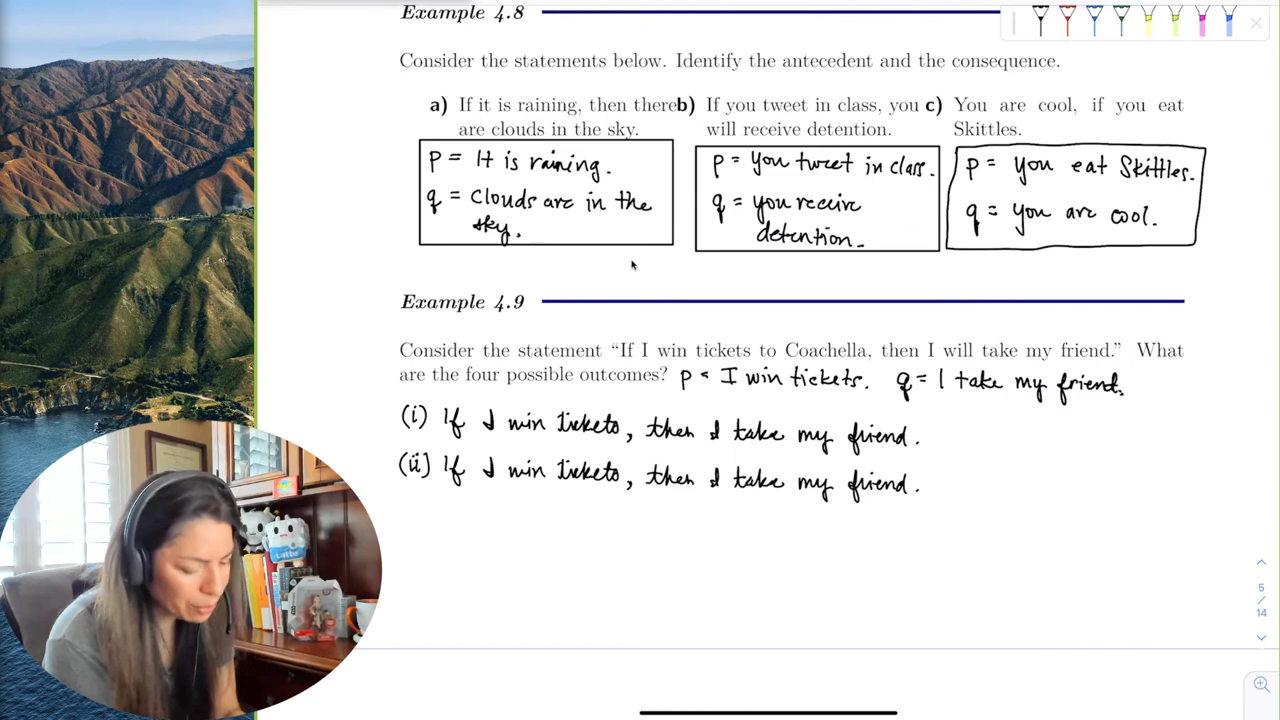 Example 4.8
Consider the statements below. Identify the antecedent and the consequence.
a) If it is raining, then there
are clouds in the sky.
p = It is raining.
q = Clouds are in the
sky.
b) If you tweet in class, you
will receive detention.
p = you tweet in class.
q = you receive
detention.
c) You are cool, if you eat
Skittles.
p = you eat Skittles.
q = you are cool.
Example 4.9
Consider the statement “If I win tickets to Coachella, then I will take my friend.” What
are the four possible outcomes? p = I win tickets. q = I take my friend.
(i) If I win tickets, then I take my friend.
(ii) If I win tickets, then I take my friend.
5
/
14